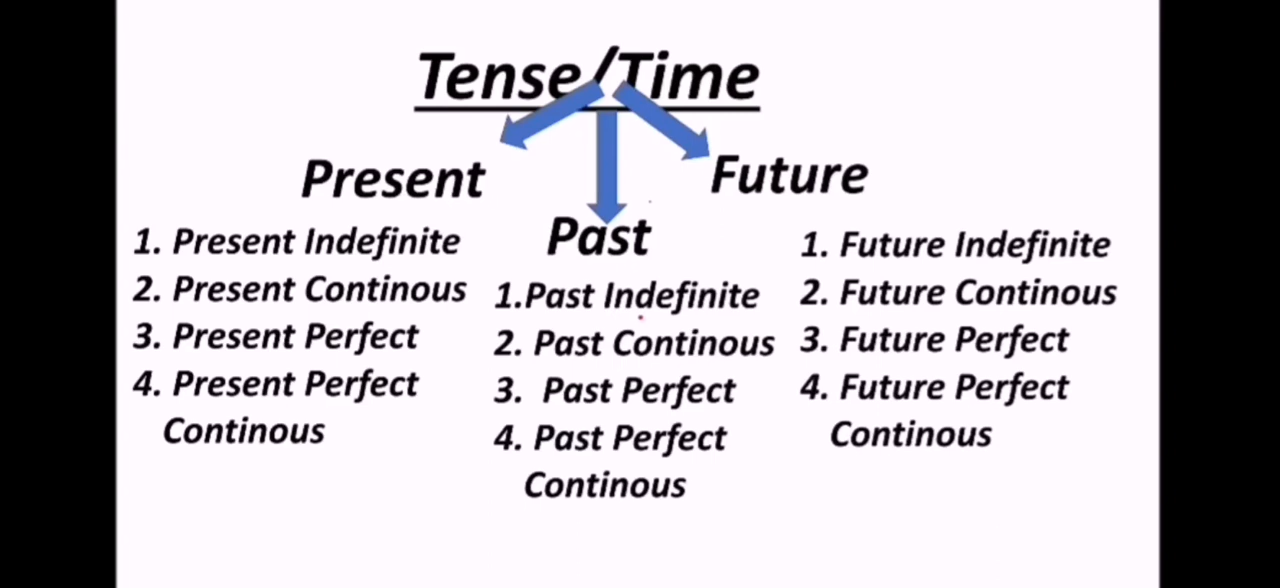 Tense/Time
Present
1. Present Indefinite
2. Present Continous
3. Present Perfect
4. Present Perfect
Continous
Past
1.Past Indefinite
2. Past Continous
3. Past Perfect
4. Past Perfect
Continous
Future
1. Future Indefinite
2. Future Continous
3. Future Perfect
4. Future Perfect
Continous